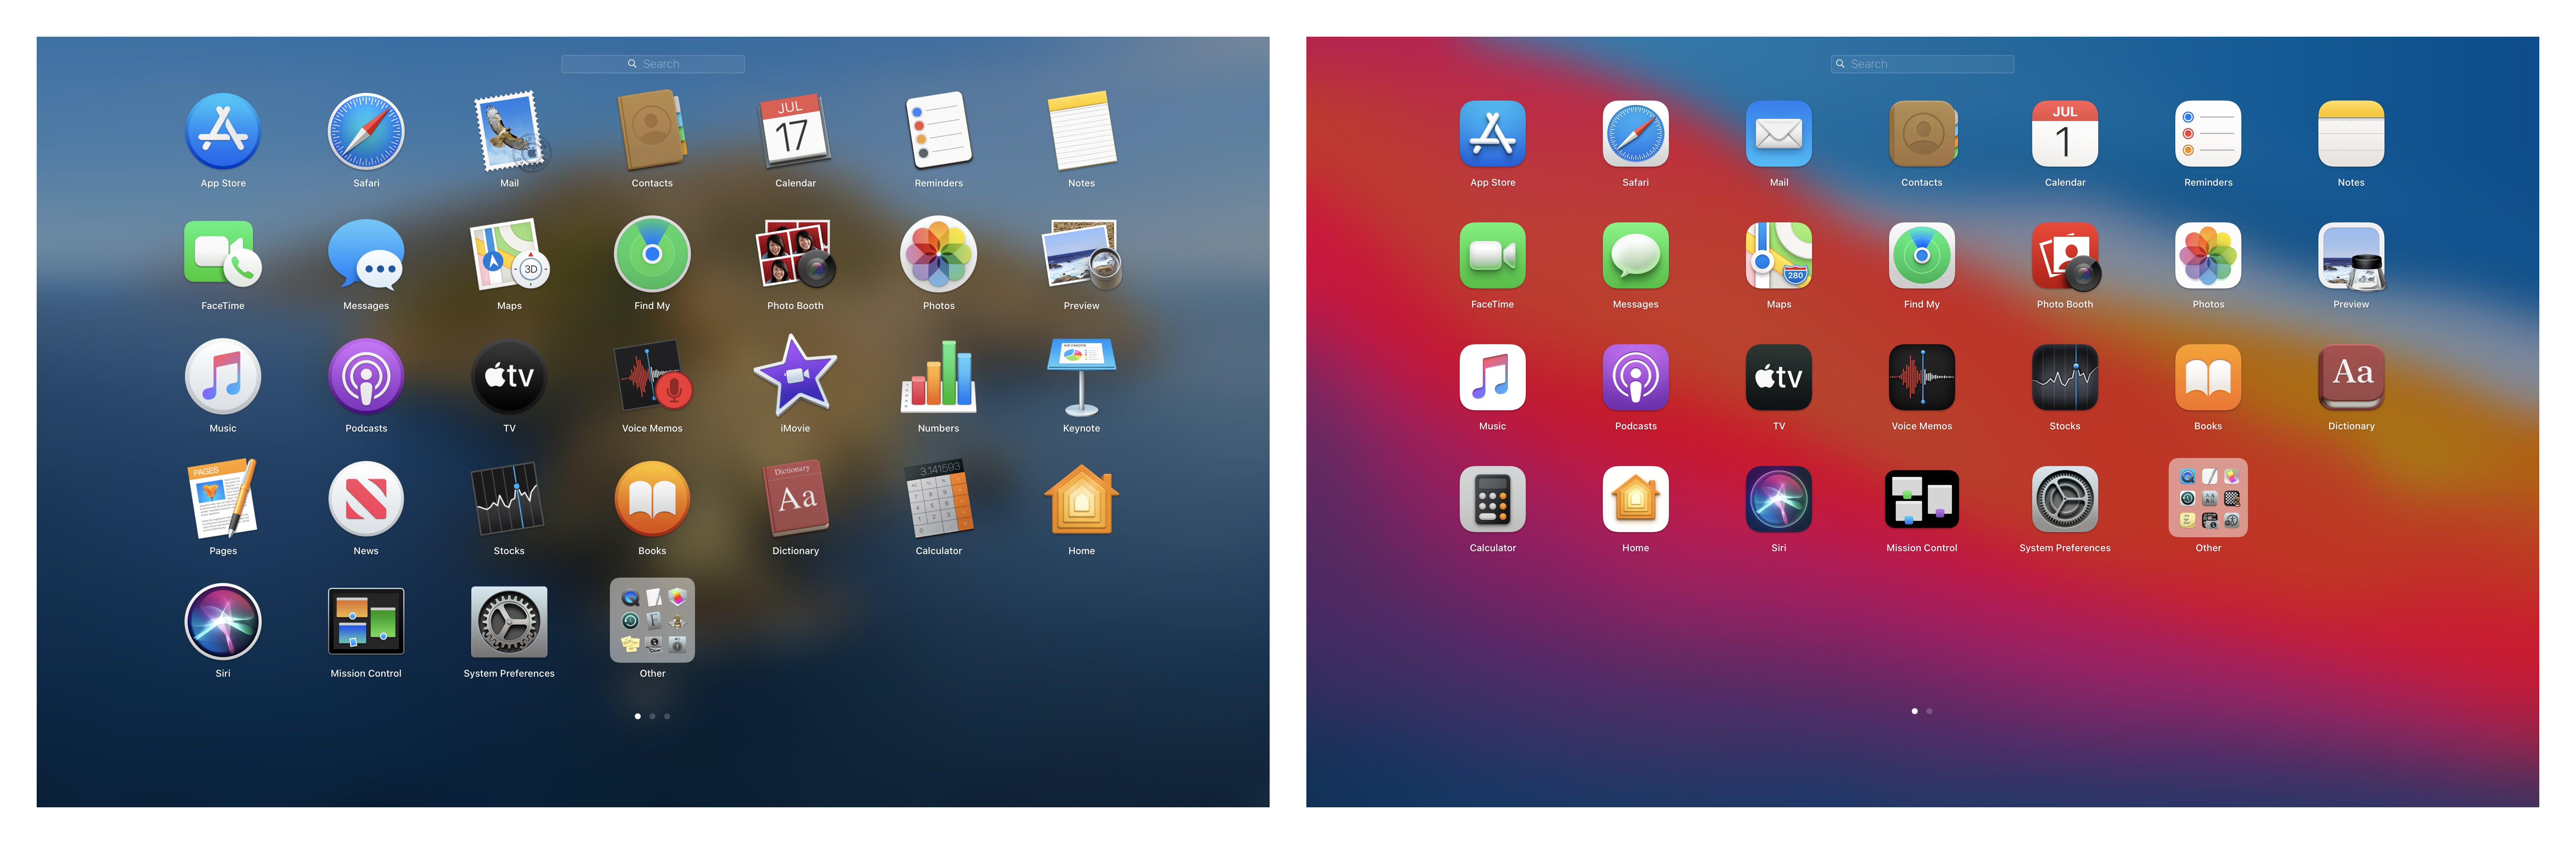 Search
JUL
17
App Store
Safari
Mail
Contacts
Calendar
Reminders
Notes
3D
FaceTime
Messages
Maps
Find My
Photo Booth
Photos
Preview
tv
KEYNOTE
Music
Podcasts
TV
Voice Memos
iMovie
Numbers
Keynote
PAGES
Dictionary
Aa
3.141593
Pages
News
Stocks
Books
Dictionary
Calculator
Home
Siri
Mission Control
System Preferences
Other
Search
JUL
1
App Store
Safari
Mail
Contacts
Calendar
Reminders
Notes
280
FaceTime
Messages
Maps
Find My
Photo Booth
Photos
Preview
tv
Aa
Music
Podcasts
TV
Voice Memos
Stocks
Books
Dictionary
Calculator
Home
Siri
Mission Control
System Preferences
Other